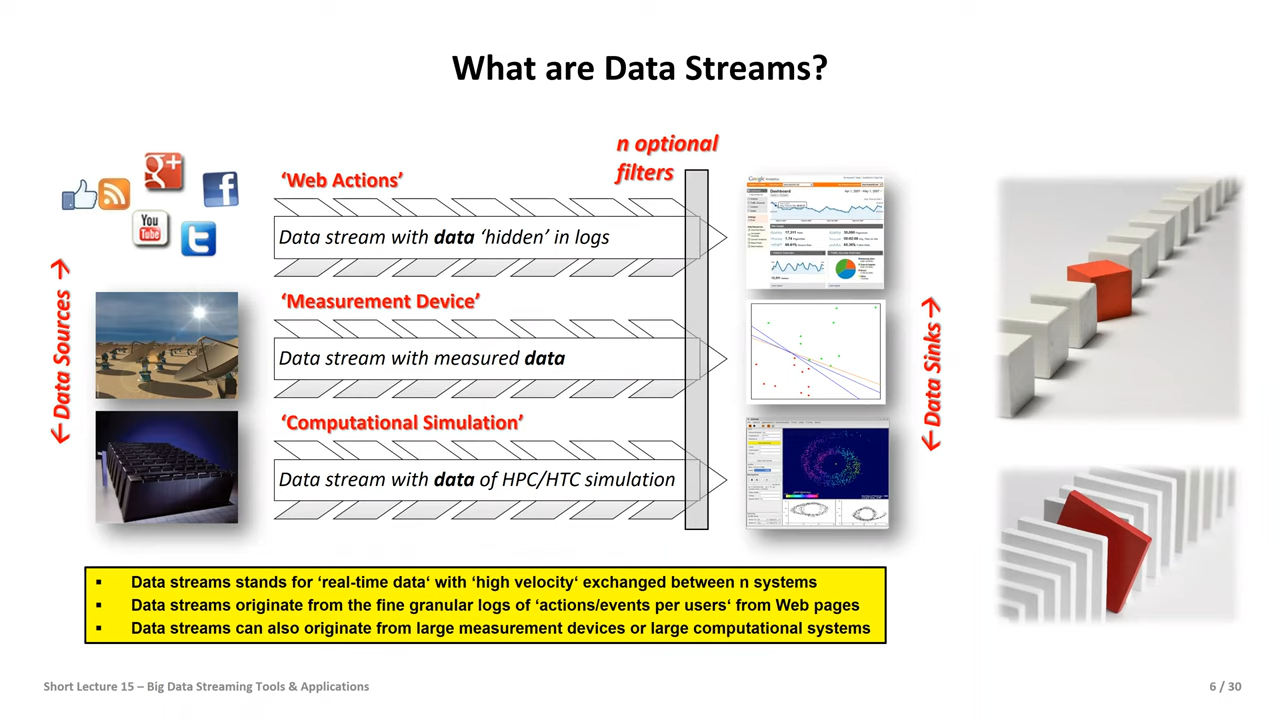 What are Data Streams?
n optional
filters
‘Web Actions’
Data stream with data ‘hidden’ in logs
‘Measurement Device’
Data stream with measured data
‘Computational Simulation’
Data stream with data of HPC/HTC simulation
← Data Sources →
← Data Sinks →
g+
f
You
Tube
t
Google
Dashboard
▪ Data streams stands for ‘real-time data‘ with ‘high velocity‘ exchanged between n systems
▪ Data streams originate from the fine granular logs of ‘actions/events per users‘ from Web pages
▪ Data streams can also originate from large measurement devices or large computational systems
Short Lecture 15 – Big Data Streaming Tools & Applications
6 / 30